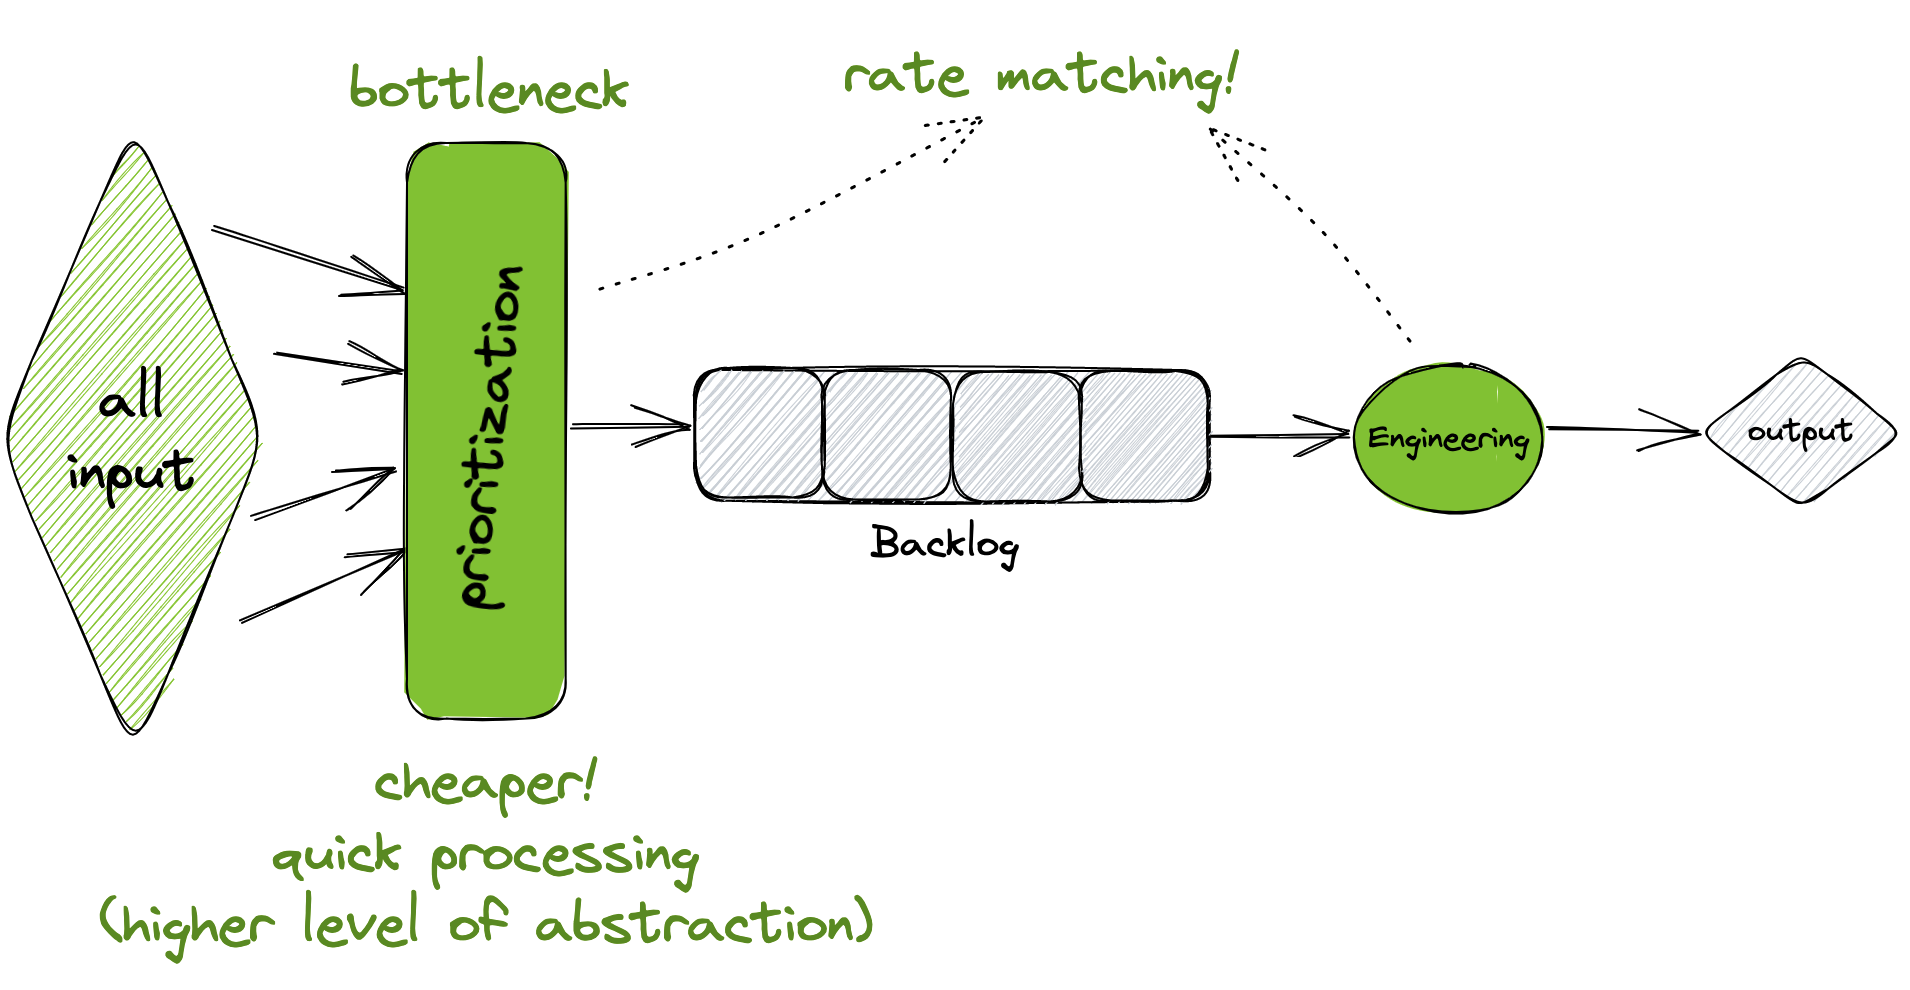 bottleneck
rate matching!
all
input
prioritization
Backlog
Engineering
output
cheaper!
quick processing
(higher level of abstraction)